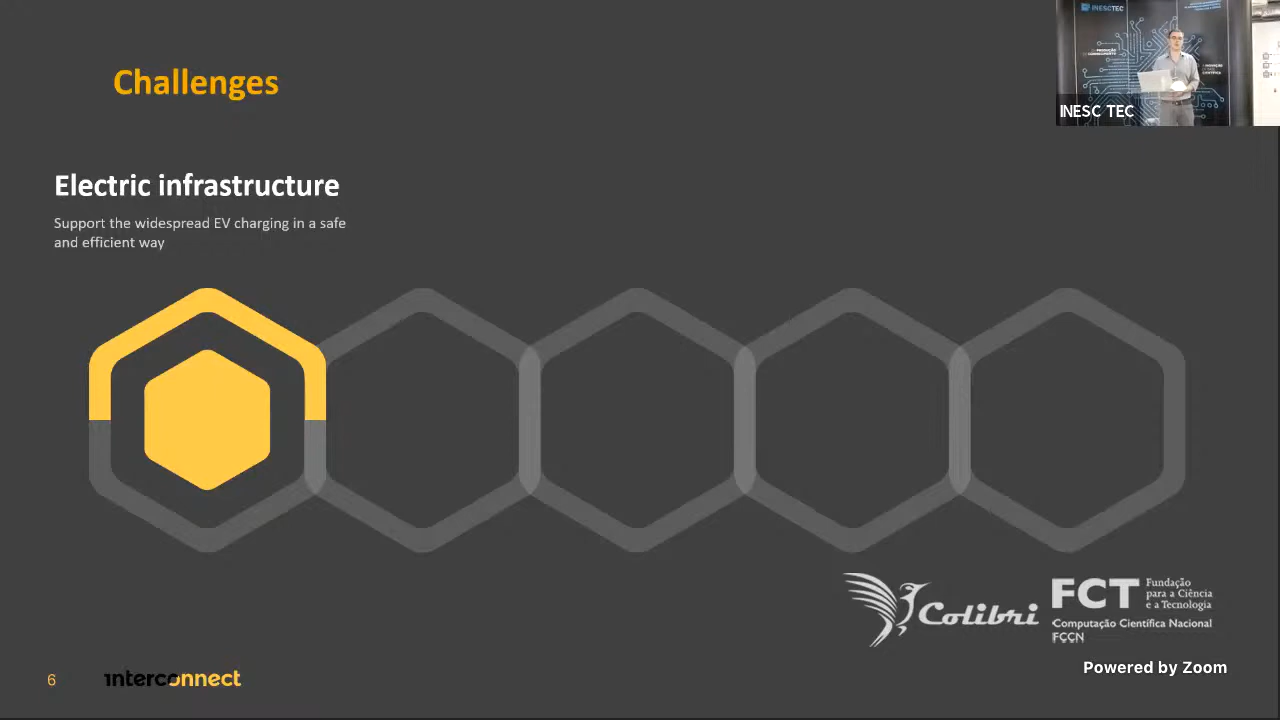 Challenges
INESCTEC
INESC TEC
Electric infrastructure
Support the widespread EV charging in a safe
and efficient way
Colibri
FCT
Fundação
para a Ciência
e a Tecnologia
Computação Científica Nacional
FCCN
Powered by Zoom
6
interconnect